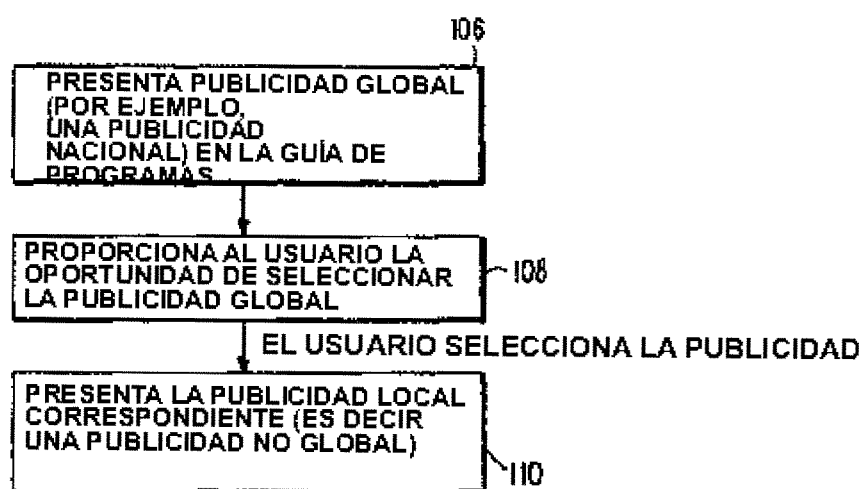 106
PRESENTA PUBLICIDAD GLOBAL
(POR EJEMPLO,
UNA PUBLICIDAD
NACIONAL) EN LA GUÍA DE
PROGRAMAS
PROPORCIONA AL USUARIO LA
OPORTUNIDAD DE SELECCIONAR
LA PUBLICIDAD GLOBAL
108
EL USUARIO SELECCIONA LA PUBLICIDAD
PRESENTA LA PUBLICIDAD LOCAL
CORRESPONDIENTE (ES DECIR
UNA PUBLICIDAD NO GLOBAL)
110